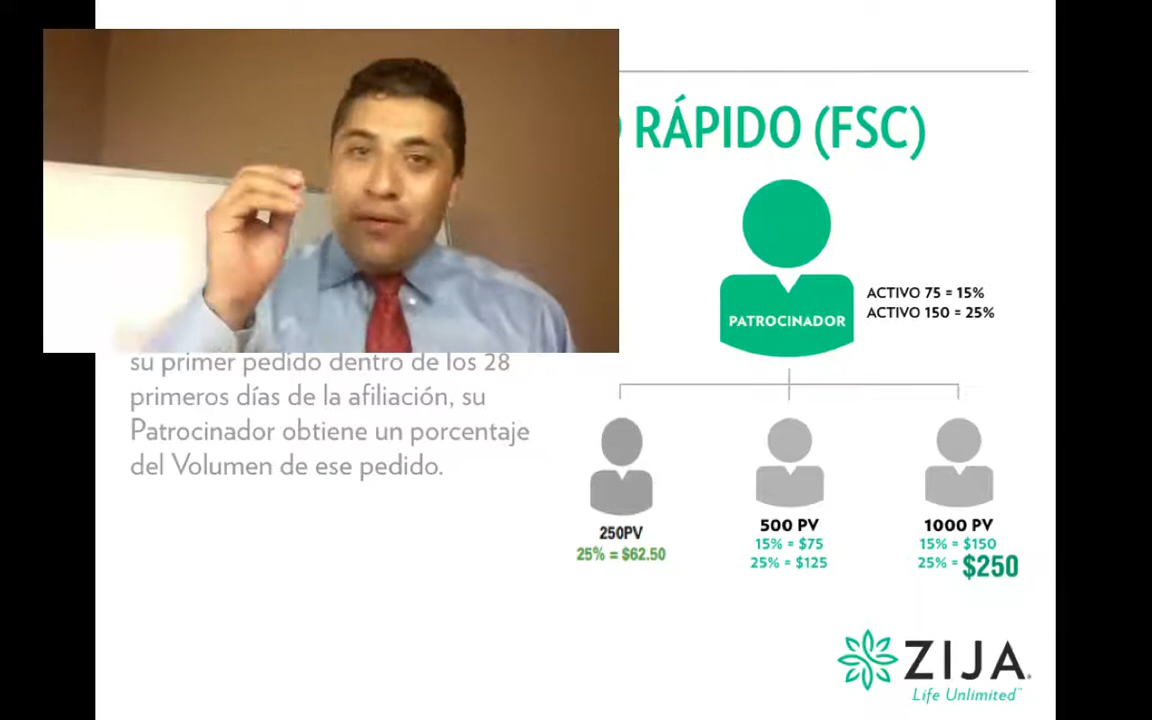 RÁPIDO (FSC)
ACTIVO 75 = 15%
ACTIVO 150 = 25%
PATROCINADOR
su primer pedido dentro de los 28
primeros días de la afiliación, su
Patrocinador obtiene un porcentaje
del Volumen de ese pedido.
250PV
25% = $62.50
500 PV
15% = $75
25% = $125
1000 PV
15% = $150
25% = $250
ZIJA
Life Unlimited™